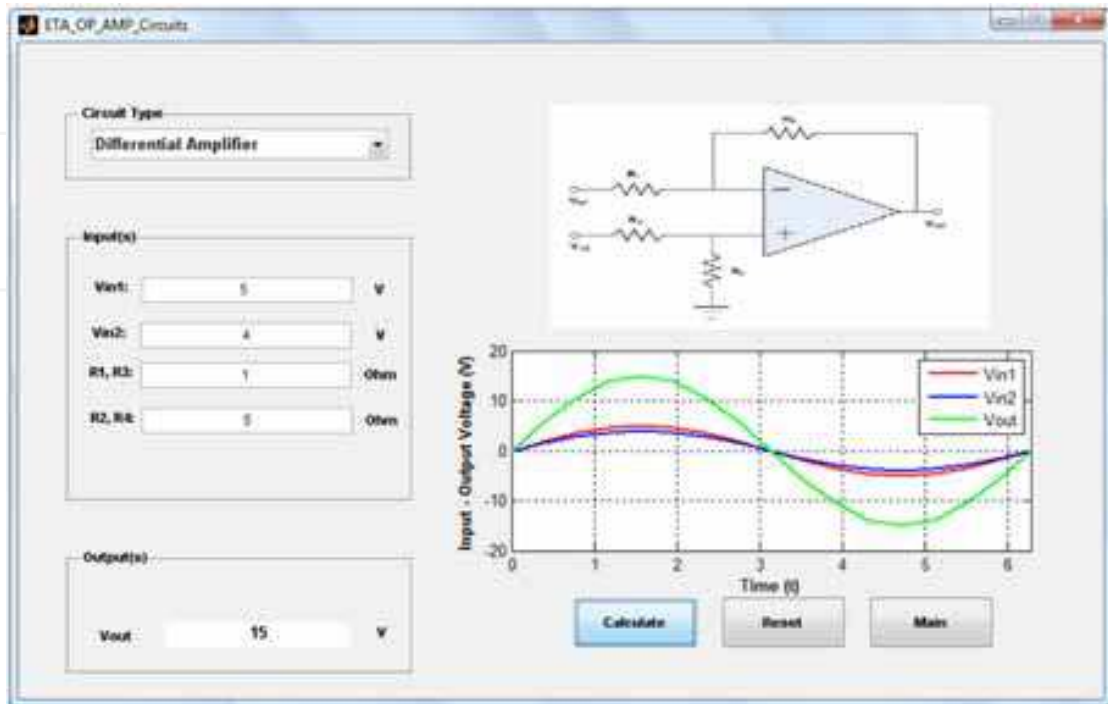 ETA_OP_AMP_Circuits
Circuit Type
Differential Amplifier
Input(s)
Vin1: 5 V
Vin2: 4 V
R1, R3: 1 Ohm
R2, R4: 5 Ohm
Output(s)
Vout 15 V
Input - Output Voltage (V)
20
10
0
-10
-20
0 1 2 3 4 5 6
Time (t)
Vin1
Vin2
Vout
Calculate Reset Main